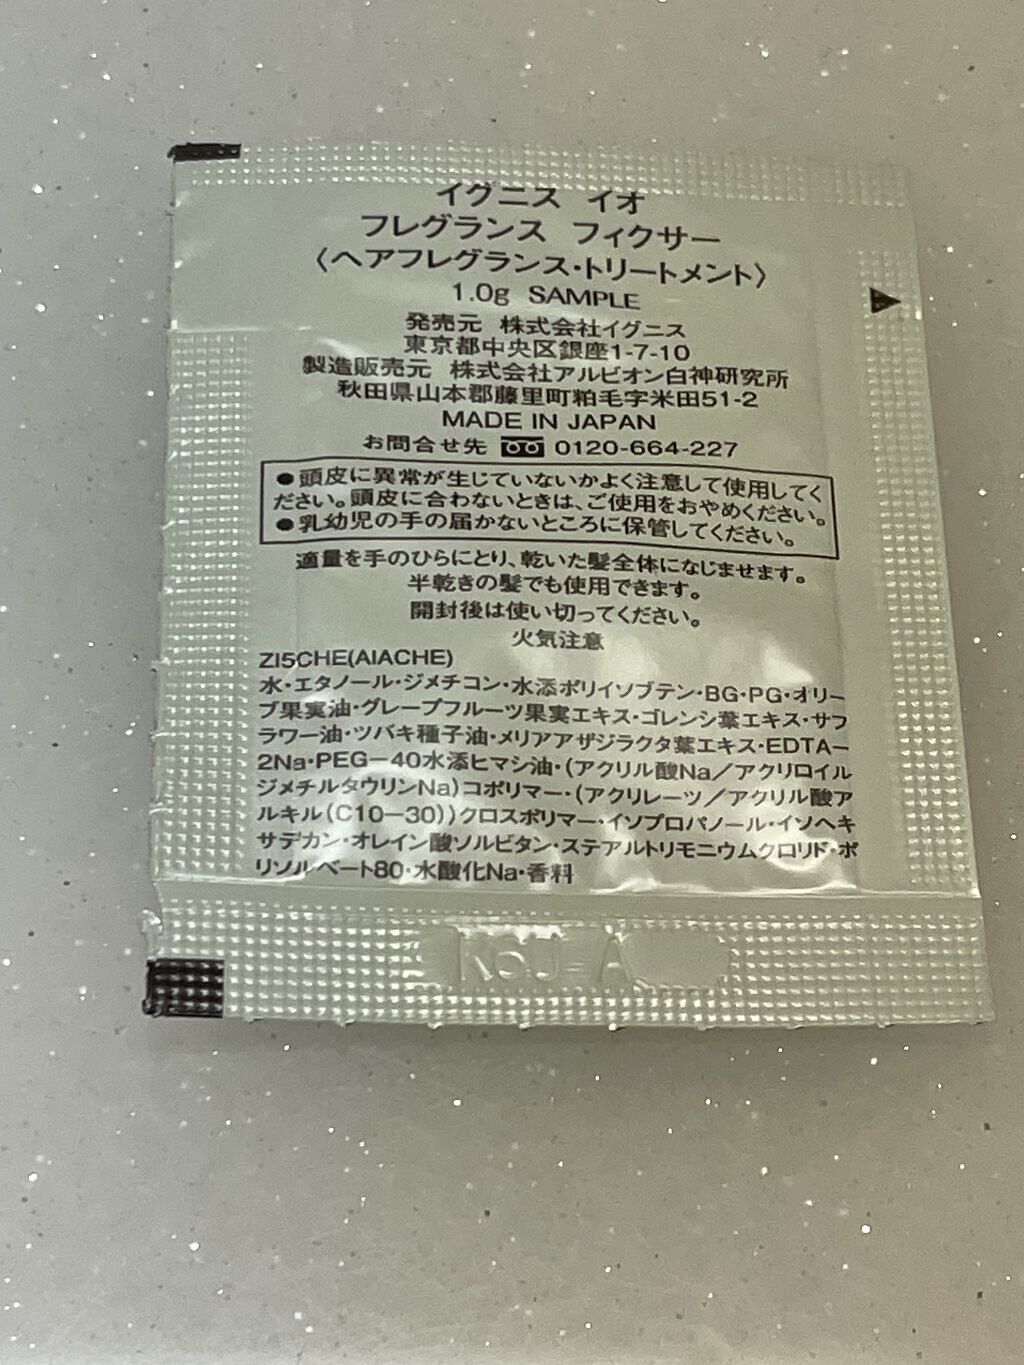 イグニス イオ
フレグランス フィクサー
〈ヘアフレグランス・トリートメント〉
1.0g SAMPLE
発売元 株式会社イグニス
東京都中央区銀座1-7-10
製造販売元 株式会社アルビオン白神研究所
秋田県山本郡藤里町粕毛字米田51-2
MADE IN JAPAN
お問合せ先 0120-664-227
●頭皮に異常が生じていないかよく注意して使用してく
ださい。頭皮に合わないときは、ご使用をおやめください。
●乳幼児の手の届かないところに保管してください。
適量を手のひらにとり、乾いた髪全体になじませます。
半乾きの髪でも使用できます。
開封後は使い切ってください。
火気注意
ZI5CHE(AIACHE)
水・エタノール・ジメチコン・水添ポリイソブテン・BG・PG・オリー
ブ果実油・グレープフルーツ果実エキス・ゴレンシ葉エキス・サフ
ラワー油・ツバキ種子油・メリアアザジラクタ葉エキス・EDTA－
2Na・PEG－40水添ヒマシ油・(アクリル酸Na／アクリロイル
ジメチルタウリンNa)コポリマー・(アクリレーツ／アクリル酸ア
ルキル(C10－30))クロスポリマー・イソプロパノール・イソヘキ
サデカン・オレイン酸ソルビタン・ステアルトリモニウムクロリド・ポ
リソルベート80・水酸化Na・香料